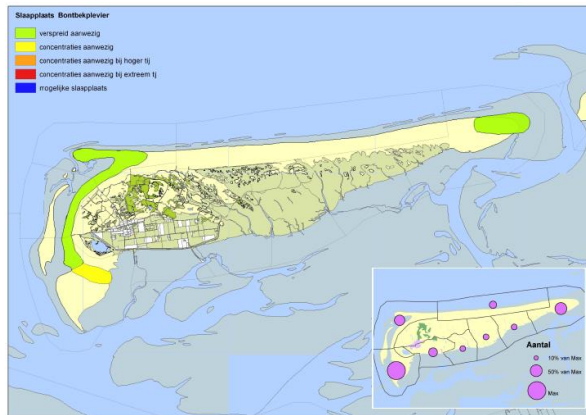 Slaapplaats Bontbekplevier
verspreid aanwezig
concentraties aanwezig
concentraties aanwezig bij hoger tij
concentraties aanwezig bij extreem tij
mogelijke slaapplaats
Aantal
10% van Max
50% van Max
Max